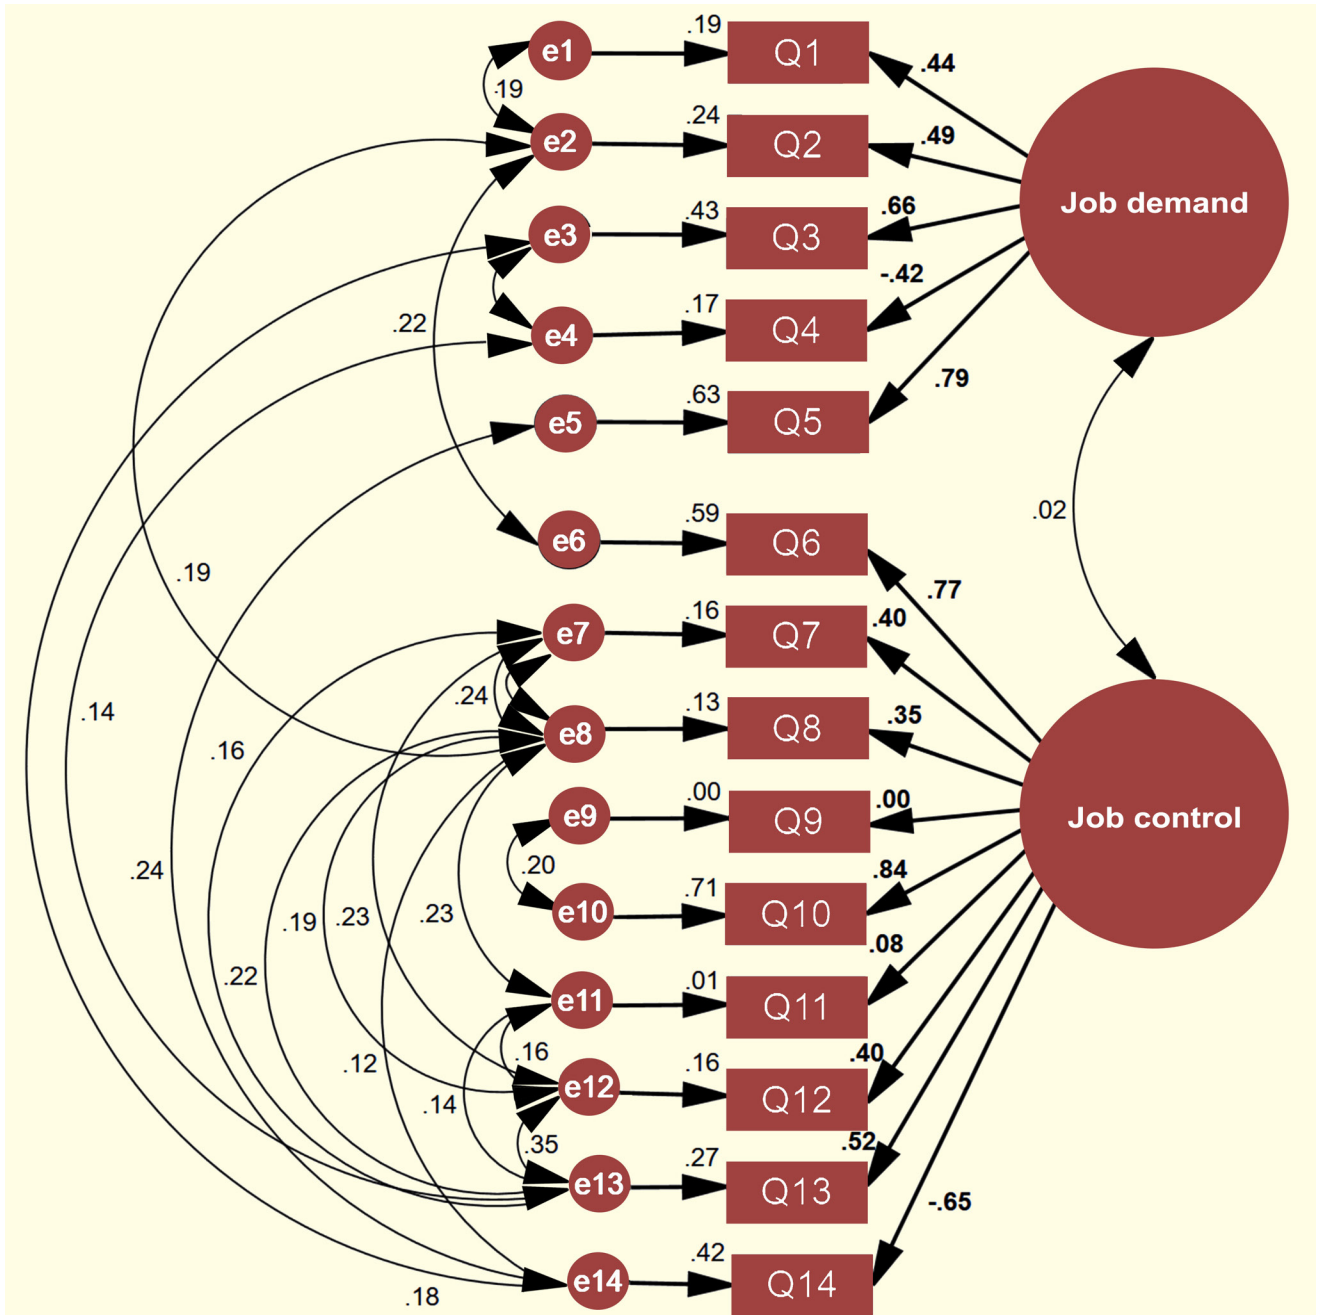 e1 .19 Q1 .44
.19
e2 .24 Q2 .49
Job demand
e3 .43 Q3 .66
-.42
e4 .17 Q4
.22
.79
e5 .63 Q5
.02
e6 .59 Q6
.19
.77
e7 .16 Q7 .40
.24
.14
e8 .13 Q8 .35
.16
e9 .00 Q9 .00
Job control
.20
.24
.84
e10 .71 Q10
.19 .23 .23
.08
.22
e11 .01 Q11
.16
.40
.12
e12 .16 Q12
.14
.35
.52
e13 .27 Q13
-.65
e14 .42 Q14
.18